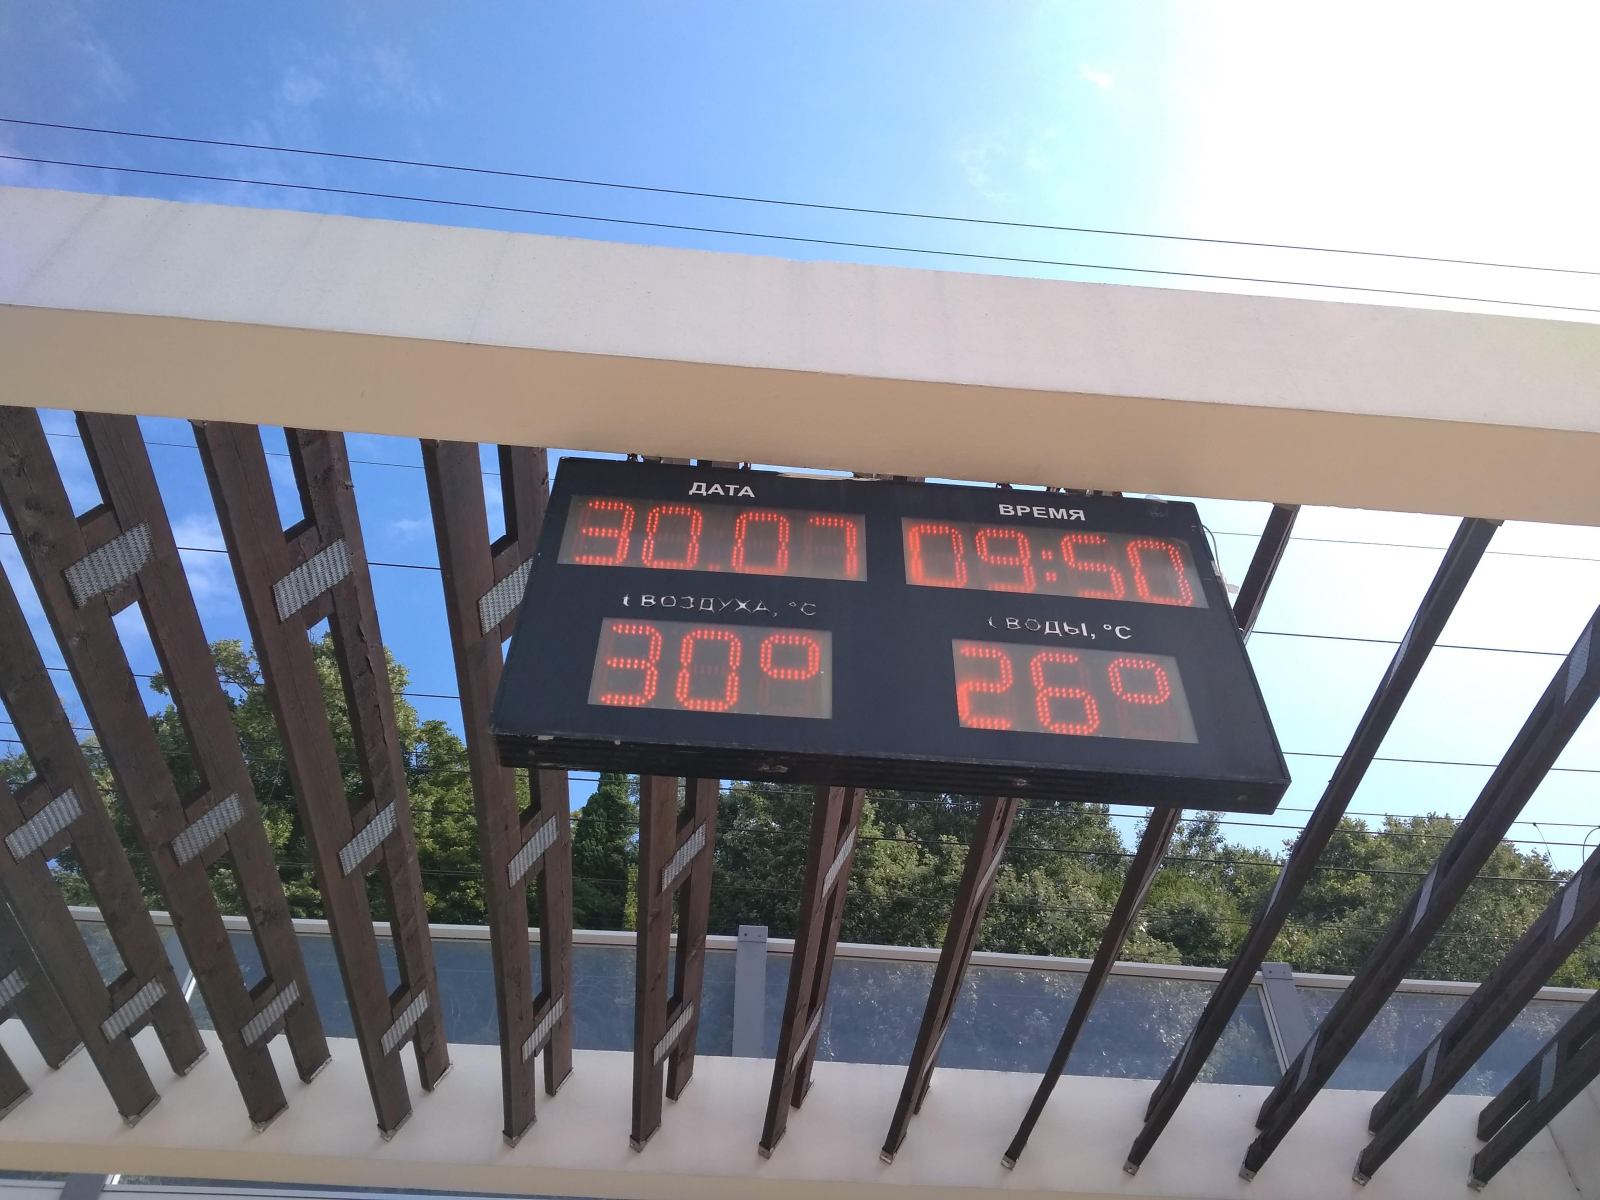 ДАТА ВРЕМЯ
30.07 09:50
t ВОЗДУХА, °C t ВОДЫ, °C
30° 26°